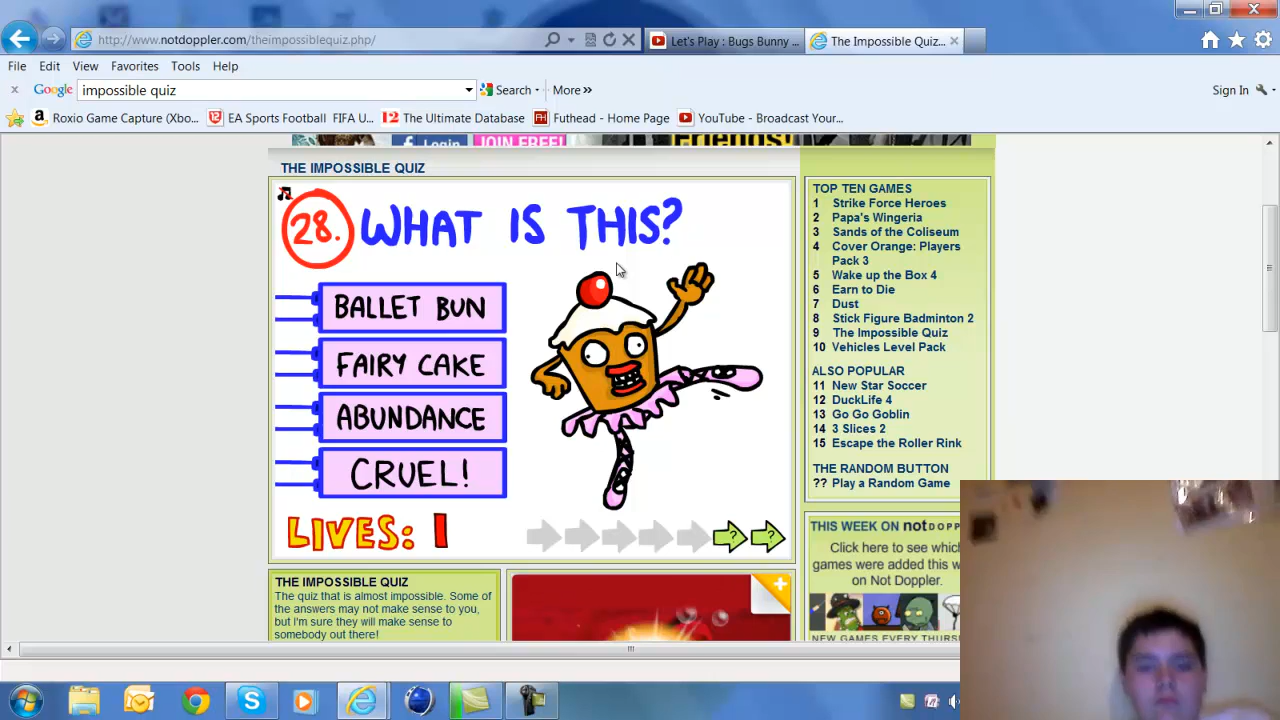 http://www.notdoppler.com/theimpossiblequiz.php/
Let's Play : Bugs Bunny ...
The Impossible Quiz...
File Edit View Favorites Tools Help
x Google impossible quiz Search More » Sign In
Roxio Game Capture (Xbo... EA Sports Football FIFA U... 12 The Ultimate Database FH Futhead - Home Page YouTube - Broadcast Your...
Login JOIN FREE! Friends!
THE IMPOSSIBLE QUIZ
28. WHAT IS THIS?
BALLET BUN
FAIRY CAKE
ABUNDANCE
CRUEL!
LIVES: 1
? ?
TOP TEN GAMES
1 Strike Force Heroes
2 Papa's Wingeria
3 Sands of the Coliseum
4 Cover Orange: Players
Pack 3
5 Wake up the Box 4
6 Earn to Die
7 Dust
8 Stick Figure Badminton 2
9 The Impossible Quiz
10 Vehicles Level Pack
ALSO POPULAR
11 New Star Soccer
12 DuckLife 4
13 Go Go Goblin
14 3 Slices 2
15 Escape the Roller Rink
THE RANDOM BUTTON
?? Play a Random Game
THIS WEEK ON notDOPP
Click here to see which
games were added this w
on Not Doppler.
NEW GAMES EVERY THURS
THE IMPOSSIBLE QUIZ
The quiz that is almost impossible. Some of
the answers may not make sense to you,
but I'm sure they will make sense to
somebody out there!